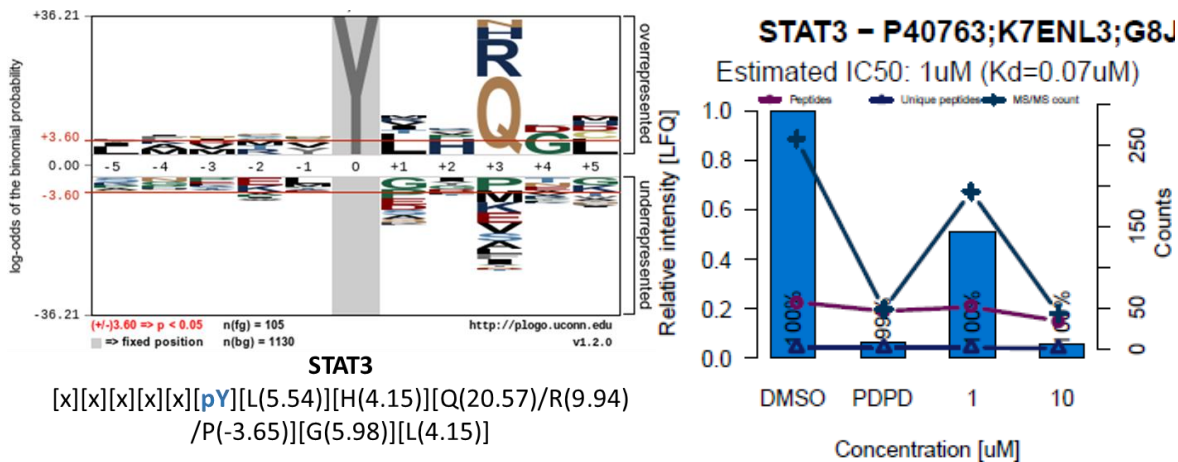 +36.21
+3.60
0.00
-3.60
-36.21
log-odds of the binomial probability
-5 -4 -3 -2 -1 0 +1 +2 +3 +4 +5
Y
L H N R Q G L
overrepresented
underrepresented
(+/-)3.60 => p < 0.05 n(fg) = 105 http://plogo.uconn.edu
=> fixed position n(bg) = 1130 v1.2.0
STAT3
[x][x][x][x][x][pY][L(5.54)][H(4.15)][Q(20.57)/R(9.94)
/P(-3.65)][G(5.98)][L(4.15)]
STAT3 – P40763;K7ENL3;G8J
Estimated IC50: 1uM (Kd=0.07uM)
Peptides Unique peptides MS/MS count
Relative intensity [LFQ]
1.0
0.8
0.6
0.4
0.2
0.0
250
150
50
0
Counts
DMSO PDPD 1 10
Concentration [uM]